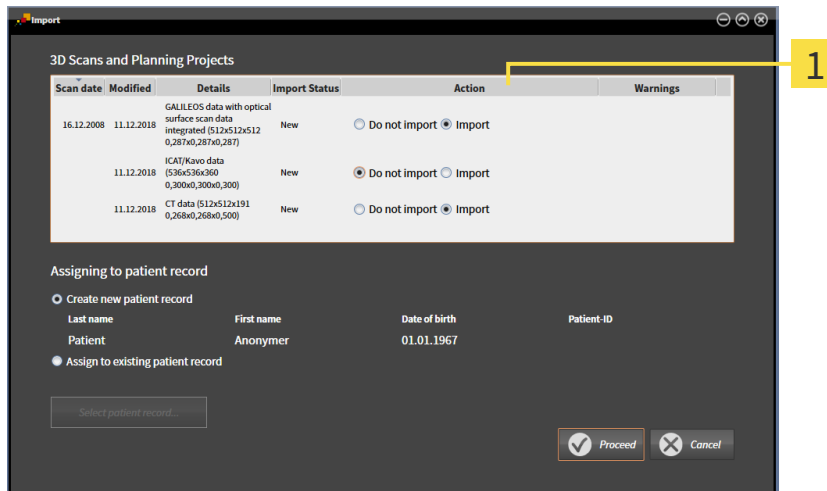 Import
3D Scans and Planning Projects
1
Scan date Modified Details Import Status Action Warnings
GALILEOS data with optical
surface scan data
integrated (512x512x512
0,287x0,287x0,287)
16.12.2008 11.12.2018 New Do not import Import
ICAT/Kavo data
(536x536x360
0,300x0,300x0,300)
11.12.2018 New Do not import Import
CT data (512x512x191
0,268x0,268x0,500)
11.12.2018 New Do not import Import
Assigning to patient record
Create new patient record
Last name First name Date of birth Patient-ID
Patient Anonymer 01.01.1967
Assign to existing patient record
Select patient record...
Proceed Cancel